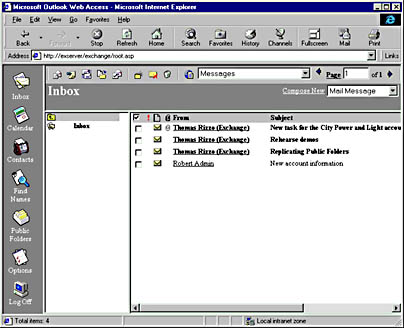 Microsoft Outlook Web Access - Microsoft Internet Explorer
File Edit View Go Favorites Help
Back Forward Stop Refresh Home Search Favorites History Channels Fullscreen Mail Print
Address http://exserver/exchange/root.asp Links
Messages Page 1 of 1
Inbox Compose New Mail Message
Inbox
Calendar
Contacts
Find Names
Public Folders
Options
Log Off
Inbox
! From Subject
Thomas Rizzo (Exchange) New task for the City Power and Light accou
Thomas Rizzo (Exchange) Rehearse demos
Thomas Rizzo (Exchange) Replicating Public Folders
Robert Admin New account information
Total items: 4 Local intranet zone